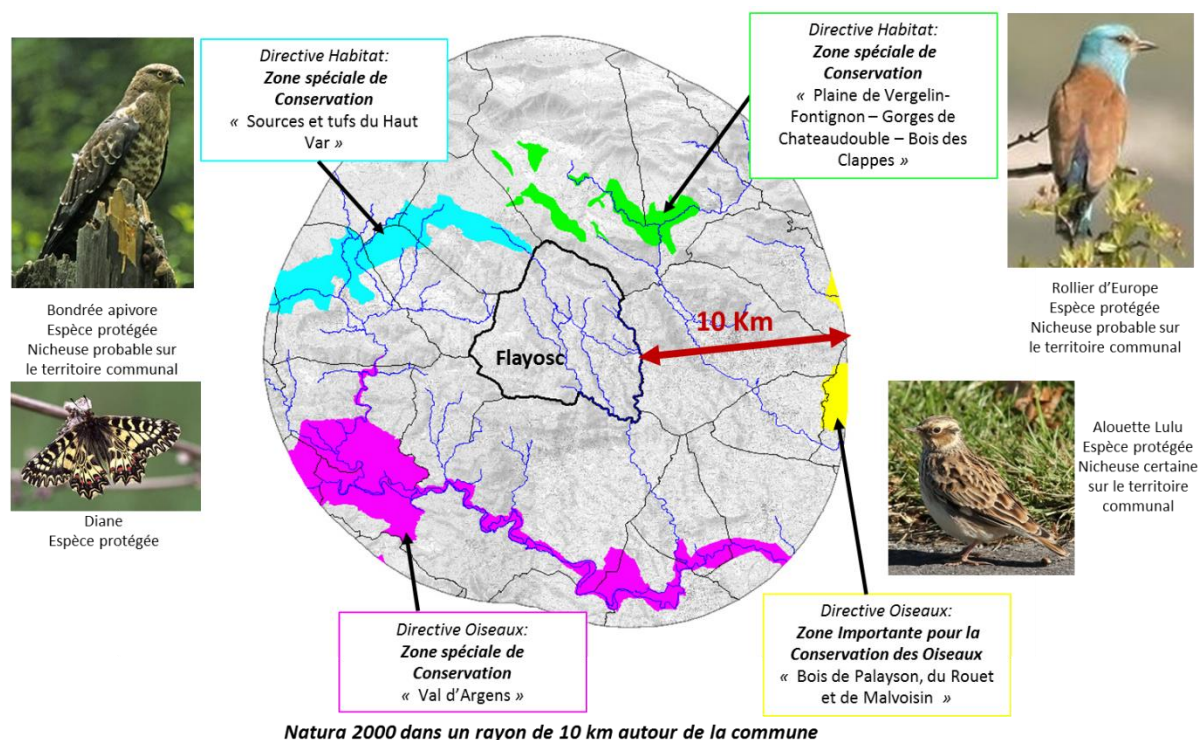 Directive Habitat:
Zone spéciale de
Conservation
« Sources et tufs du Haut
Var »
Directive Habitat:
Zone spéciale de
Conservation
« Plaine de Vergelin-
Fontignon – Gorges de
Chateaudouble – Bois des
Clappes »
Bondrée apivore
Espèce protégée
Nicheuse probable sur
le territoire communal
Rollier d'Europe
Espèce protégée
Nicheuse probable sur
le territoire communal
10 Km
Flayosc
Diane
Espèce protégée
Alouette Lulu
Espèce protégée
Nicheuse certaine
sur le territoire
communal
Directive Oiseaux:
Zone spéciale de
Conservation
« Val d'Argens »
Directive Oiseaux:
Zone Importante pour la
Conservation des Oiseaux
« Bois de Palayson, du Rouet
et de Malvoisin »
Natura 2000 dans un rayon de 10 km autour de la commune